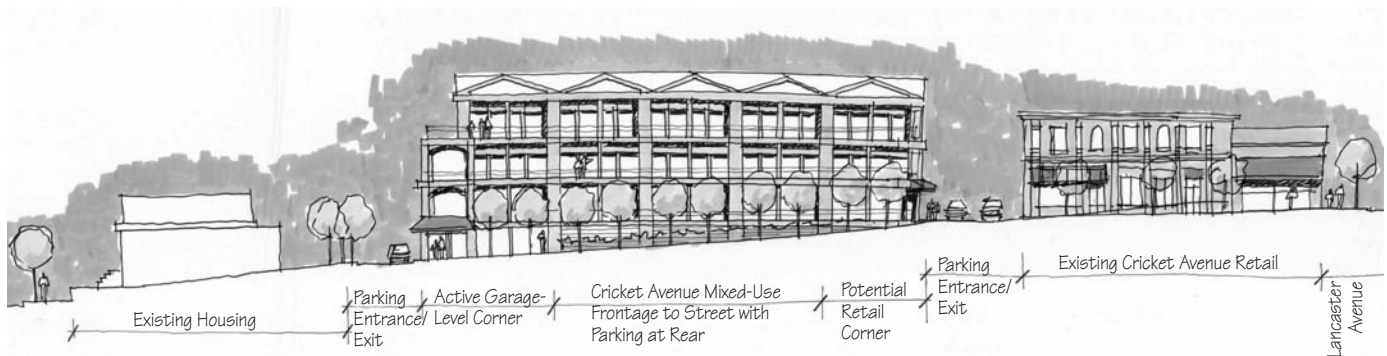 Existing Housing
Parking
Entrance/
Exit
Active Garage-
Level Corner
Cricket Avenue Mixed-Use
Frontage to Street with
Parking at Rear
Potential
Retail
Corner
Parking
Entrance/
Exit
Existing Cricket Avenue Retail
Lancaster
Avenue